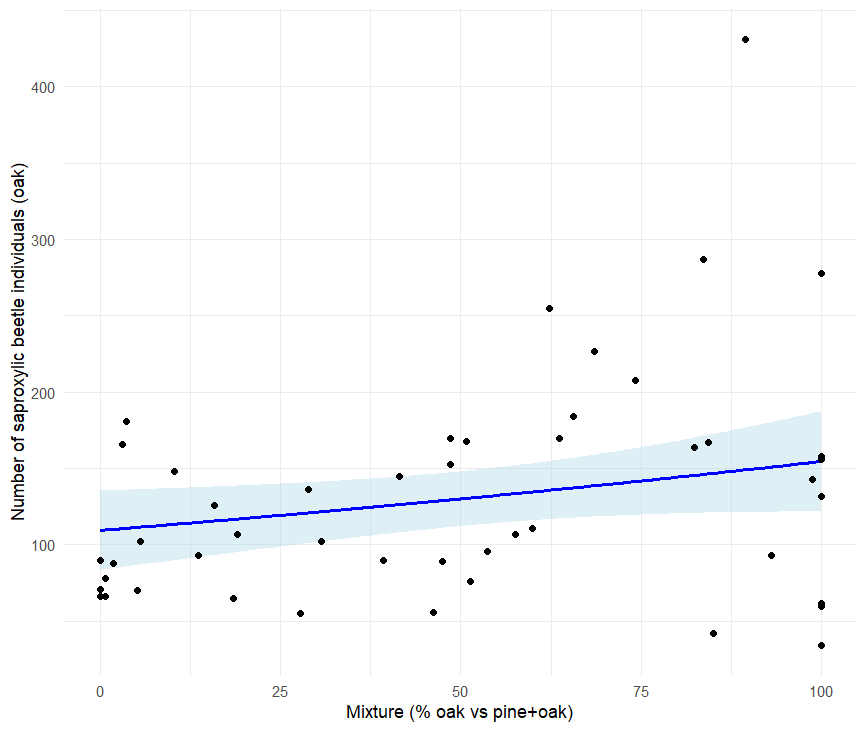 Number of saproxylic beetle individuals (oak)
400
300
200
100
0 25 50 75 100
Mixture (% oak vs pine+oak)